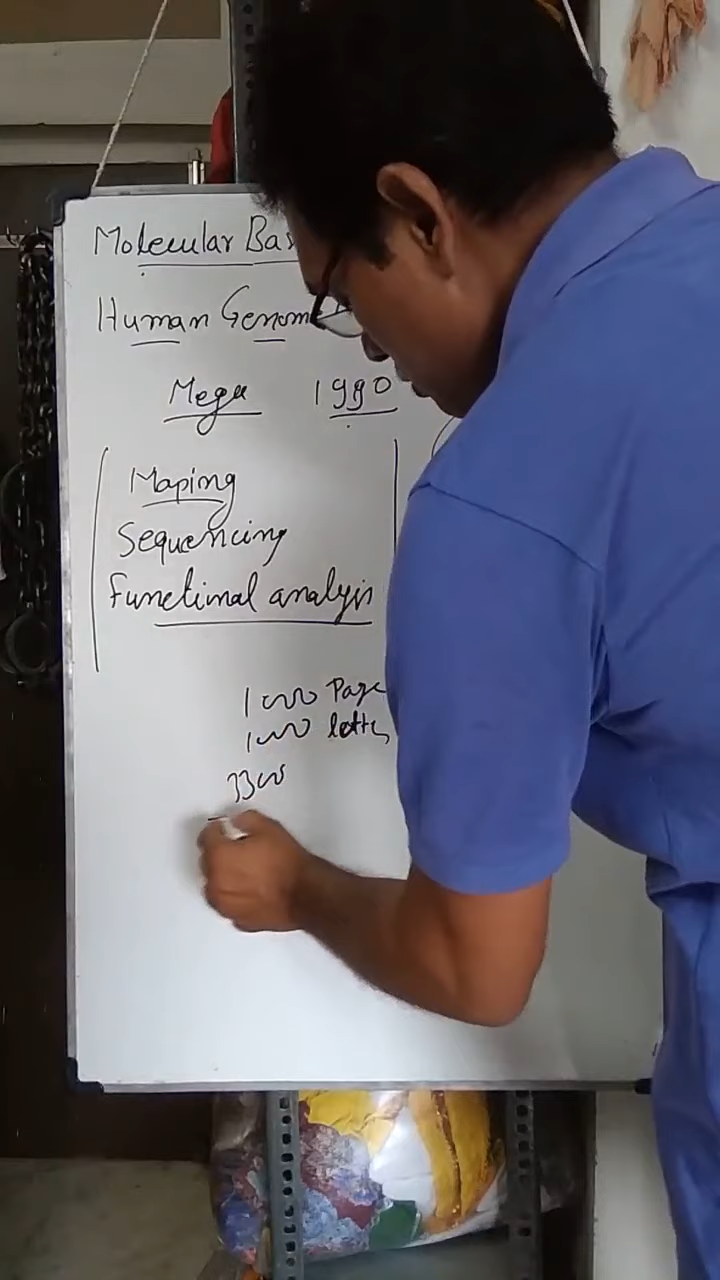 Molecular Bas
Human Genom
Mega 1990
Maping
Sequencing
Functional analysis
1000 Page
1000 letter
3300